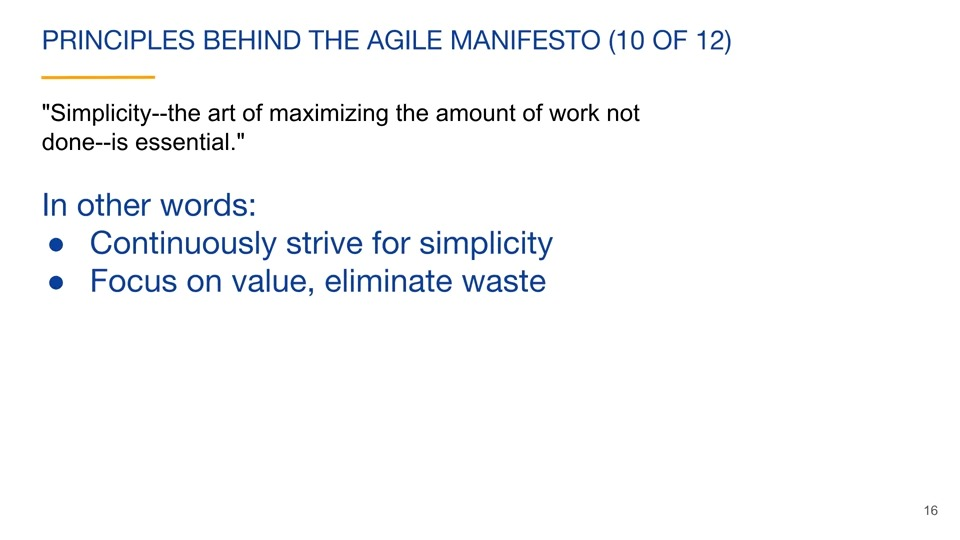 PRINCIPLES BEHIND THE AGILE MANIFESTO (10 OF 12)
"Simplicity--the art of maximizing the amount of work not
done--is essential."
In other words:
● Continuously strive for simplicity
● Focus on value, eliminate waste
16